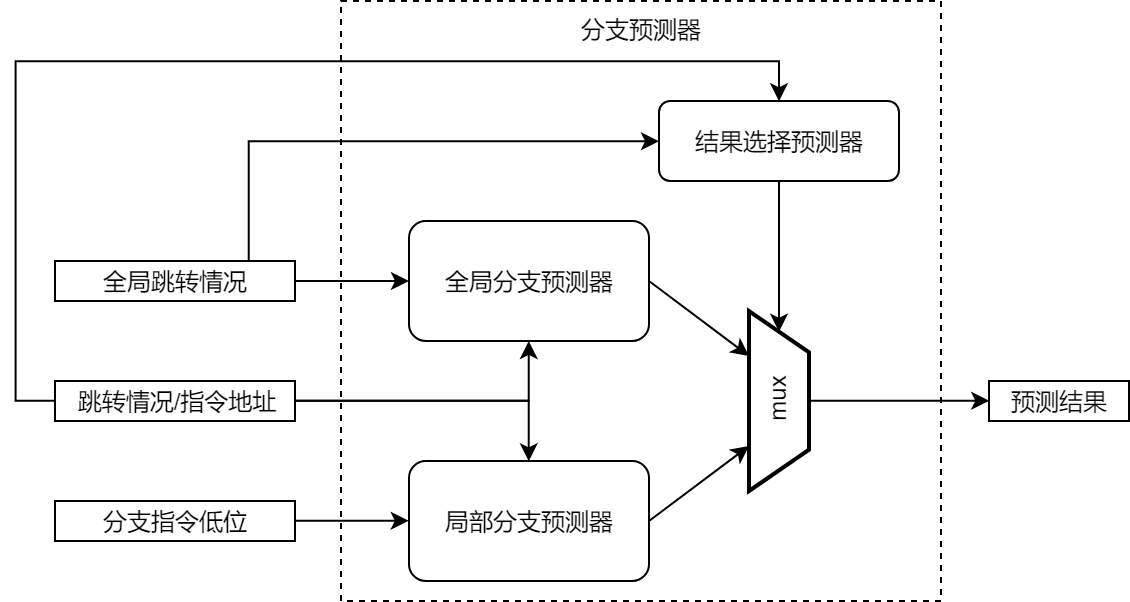 分支预测器
结果选择预测器
全局跳转情况
全局分支预测器
跳转情况/指令地址
mux
预测结果
分支指令低位
局部分支预测器